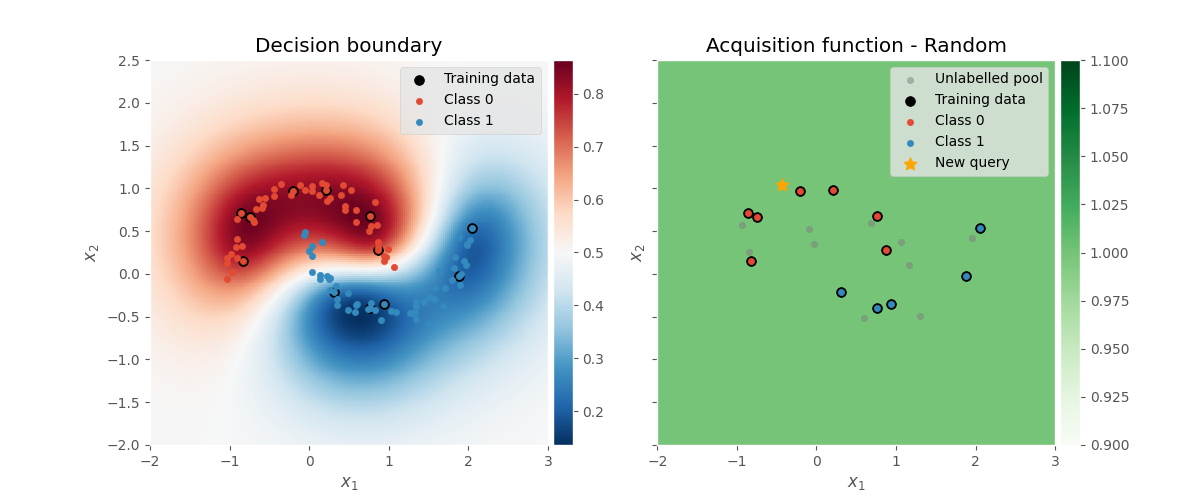 Decision boundary
2.5
2.0
1.5
1.0
0.5
0.0
−0.5
−1.0
−1.5
−2.0
x₂
−2
−1
0
1
2
3
x₁
Training data
Class 0
Class 1
0.8
0.7
0.6
0.5
0.4
0.3
0.2
Acquisition function - Random
x₂
−2
−1
0
1
2
3
x₁
Unlabelled pool
Training data
Class 0
Class 1
New query
1.100
1.075
1.050
1.025
1.000
0.975
0.950
0.925
0.900